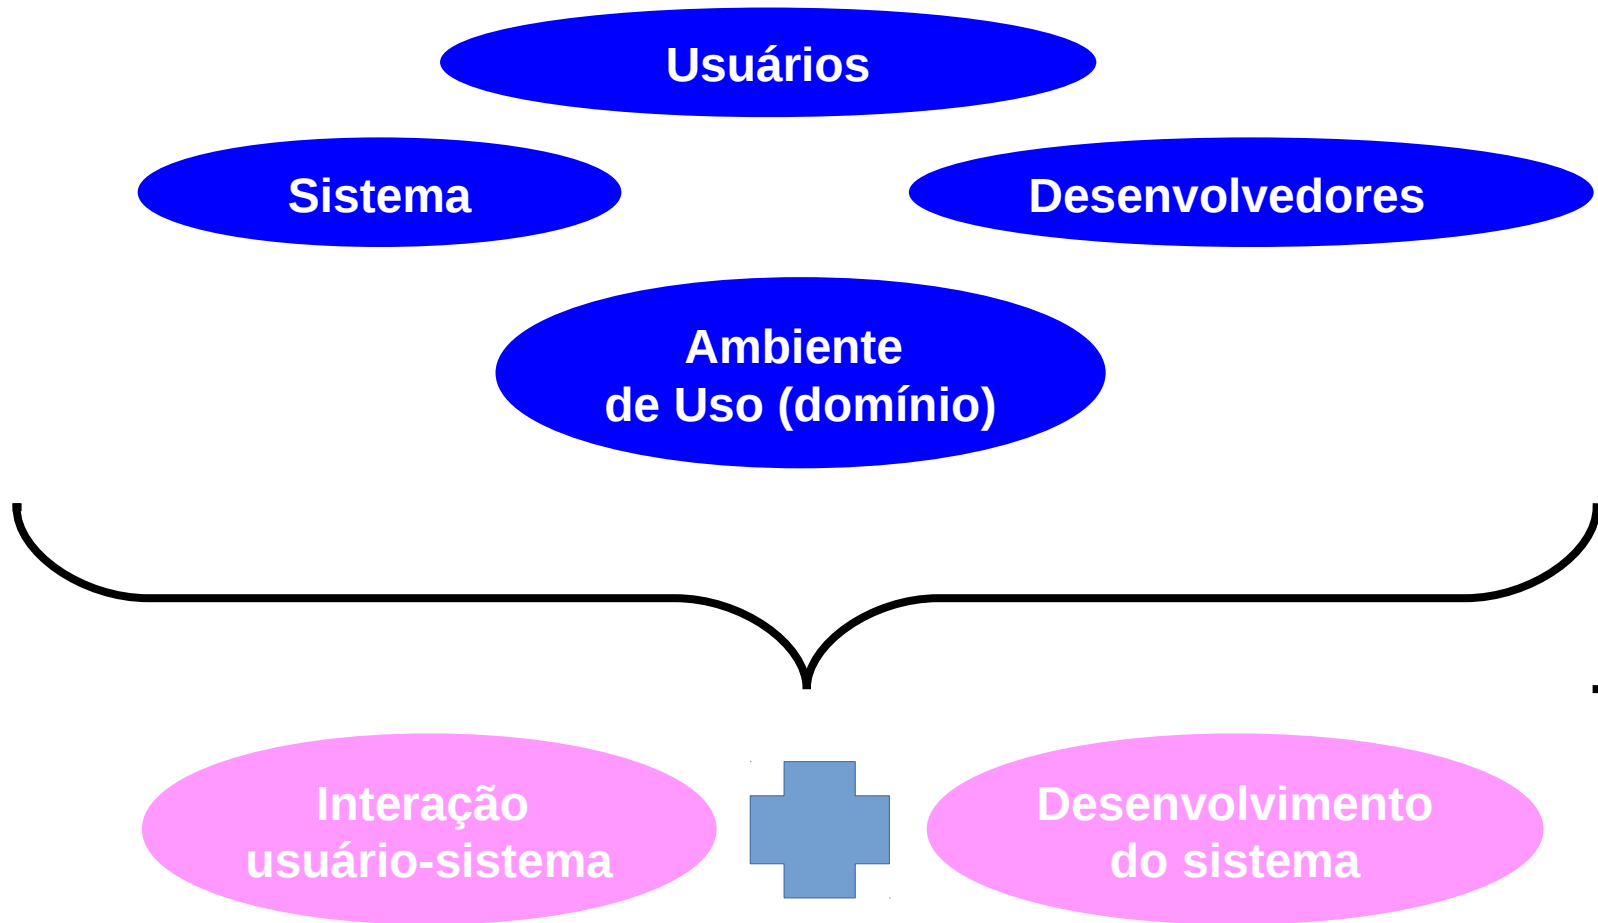 Usuários
Sistema
Desenvolvedores
Ambiente
de Uso (domínio)
Interação
usuário-sistema
Desenvolvimento
do sistema